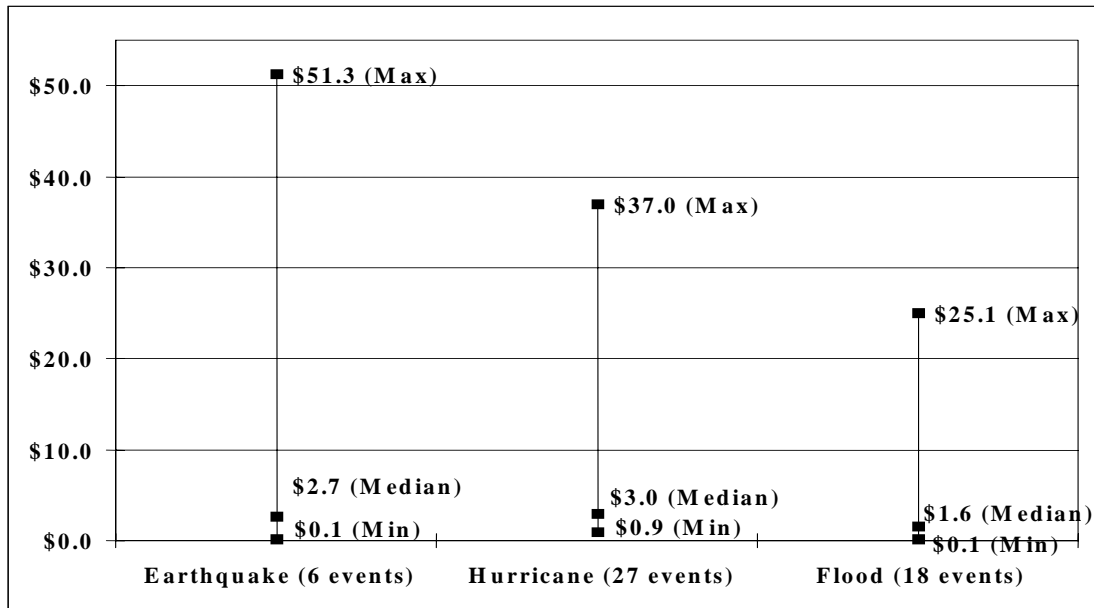 $50.0
$40.0
$30.0
$20.0
$10.0
$0.0
$51.3 (Max)
$2.7 (Median)
$0.1 (Min)
$37.0 (Max)
$3.0 (Median)
$0.9 (Min)
$25.1 (Max)
$1.6 (Median)
$0.1 (Min)
Earthquake (6 events)
Hurricane (27 events)
Flood (18 events)